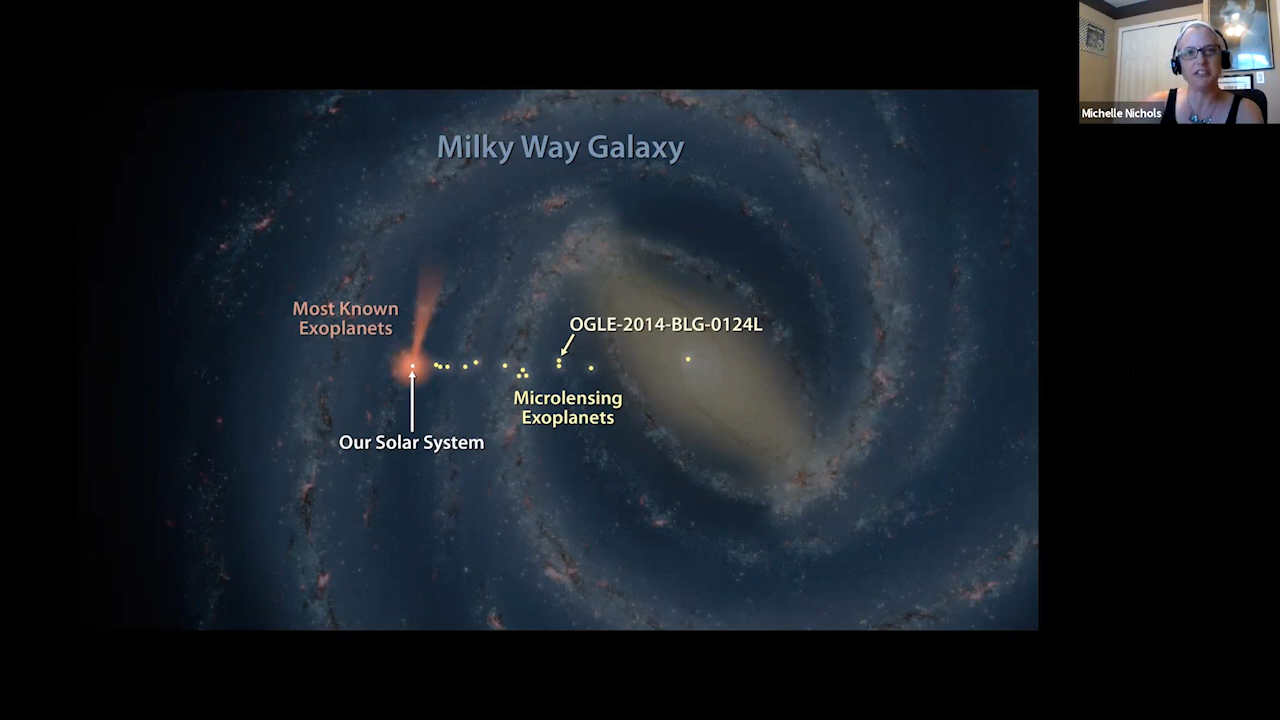 Milky Way Galaxy
Most Known
Exoplanets
OGLE-2014-BLG-0124L
Microlensing
Exoplanets
Our Solar System
Michelle Nichols